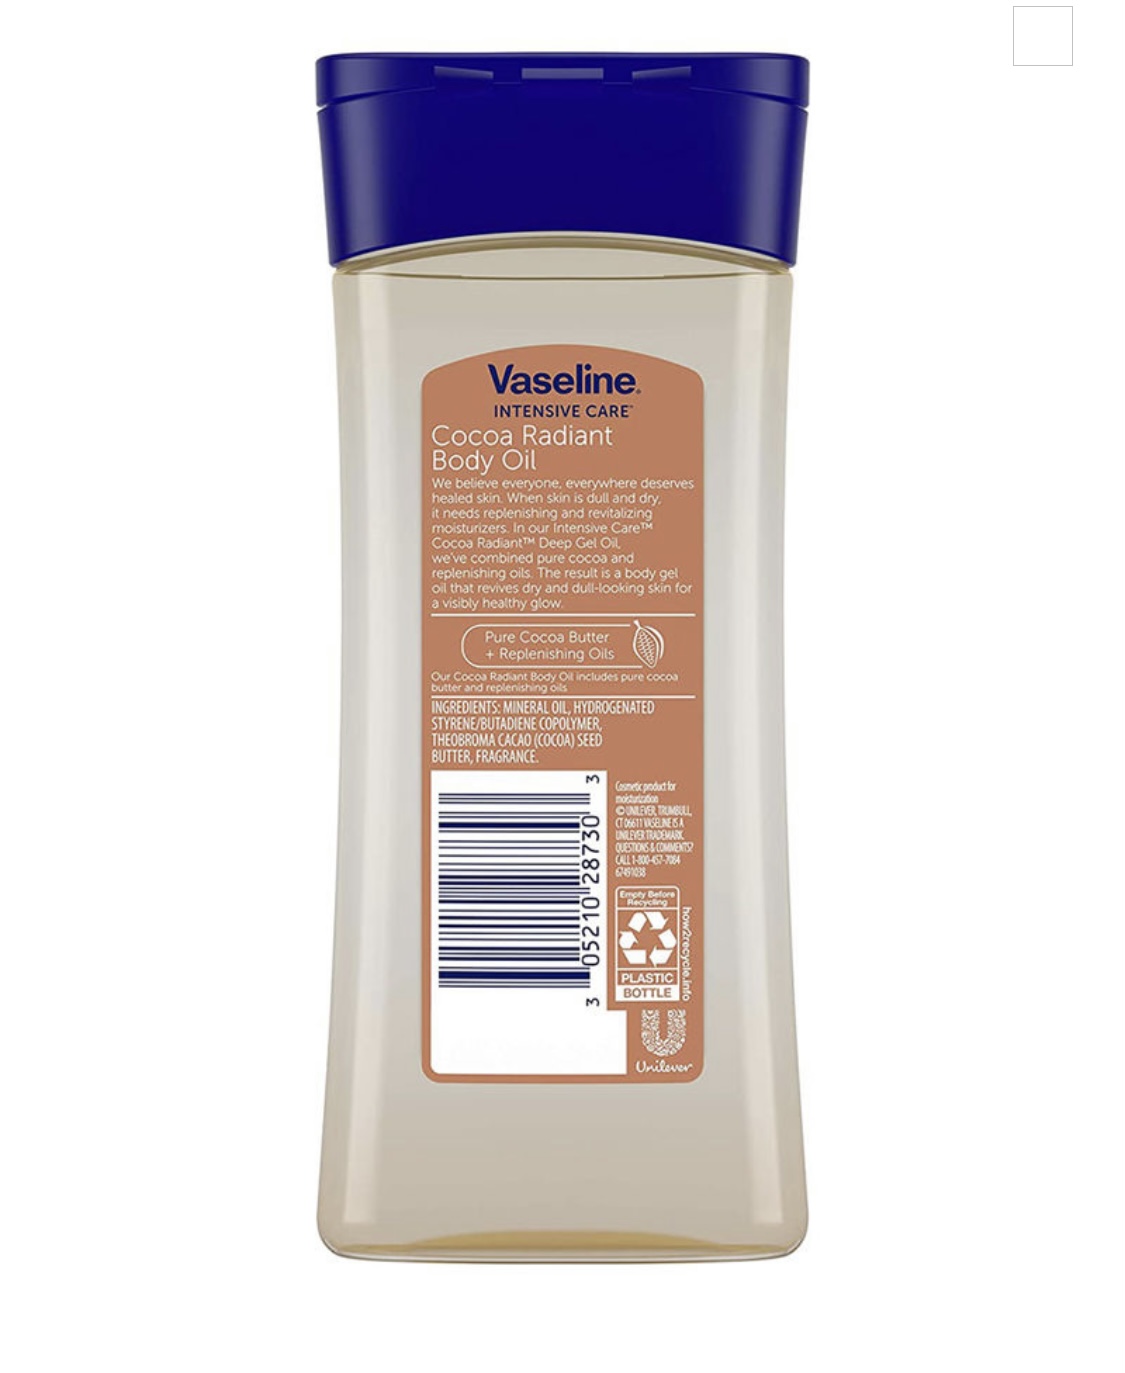 Vaseline®
INTENSIVE CARE™
Cocoa Radiant
Body Oil
We believe everyone, everywhere deserves
healed skin. When skin is dull and dry,
it needs replenishing and revitalizing
moisturizers. In our Intensive Care™
Cocoa Radiant™ Deep Gel Oil,
we've combined pure cocoa and
replenishing oils. The result is a body gel
oil that revives dry and dull-looking skin for
a visibly healthy glow.
Pure Cocoa Butter
+ Replenishing Oils
Our Cocoa Radiant Body Oil includes pure cocoa
butter and replenishing oils
INGREDIENTS: MINERAL OIL, HYDROGENATED
STYRENE/BUTADIENE COPOLYMER,
THEOBROMA CACAO (COCOA) SEED
BUTTER, FRAGRANCE.
3 05210 28730 3
Cosmetic product for
moisturization
© UNILEVER, TRUMBULL,
CT 06611 VASELINE IS A
UNILEVER TRADEMARK.
QUESTIONS & COMMENTS?
CALL 1-800-457-7084
67491038
Empty Before
Recycling
PLASTIC
BOTTLE
how2recycle.info
Unilever